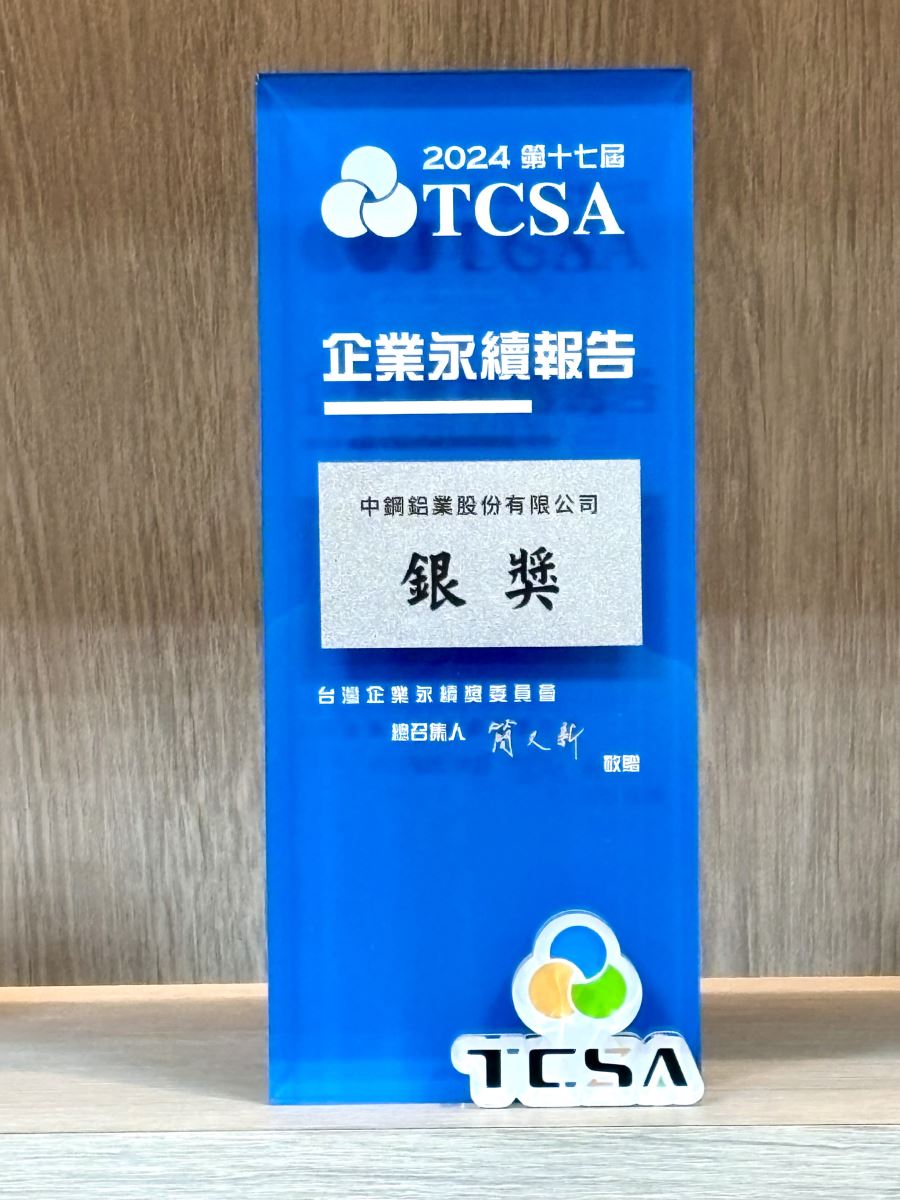 2024 第十七屆
TCSA
企業永續報告
中鋼鋁業股份有限公司
銀獎
台灣企業永續獎委員會
總召集人 簡又新
敬贈
TCSA